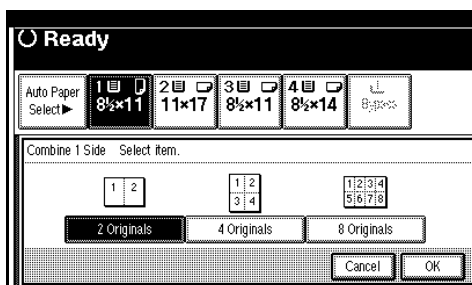 Ready
Auto Paper Select►
1 8½×11
2 11×17
3 8½×11
4 8½×14
Combine 1 Side Select item.
1 2
1 2
3 4
1 2 3 4
5 6 7 8
2 Originals
4 Originals
8 Originals
Cancel
OK